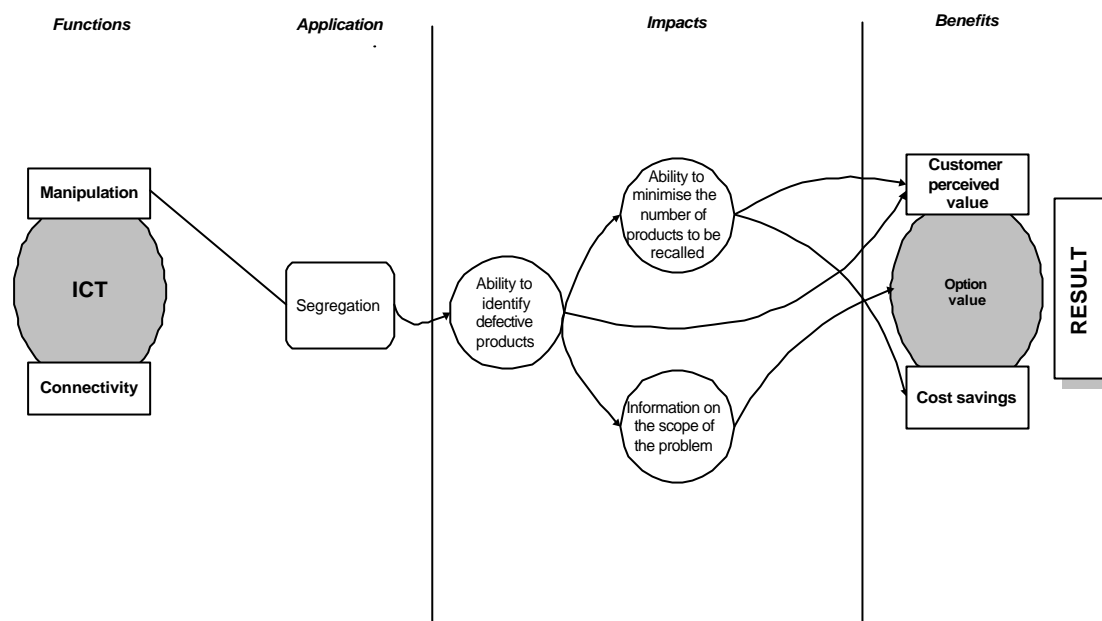 Functions
Application
Impacts
Benefits
Manipulation
ICT
Connectivity
Segregation
Ability to
identify
defective
products
Ability to
minimise the
number of
products to be
recalled
Information on
the scope of
the problem
Customer
perceived
value
Option
value
Cost savings
RESULT